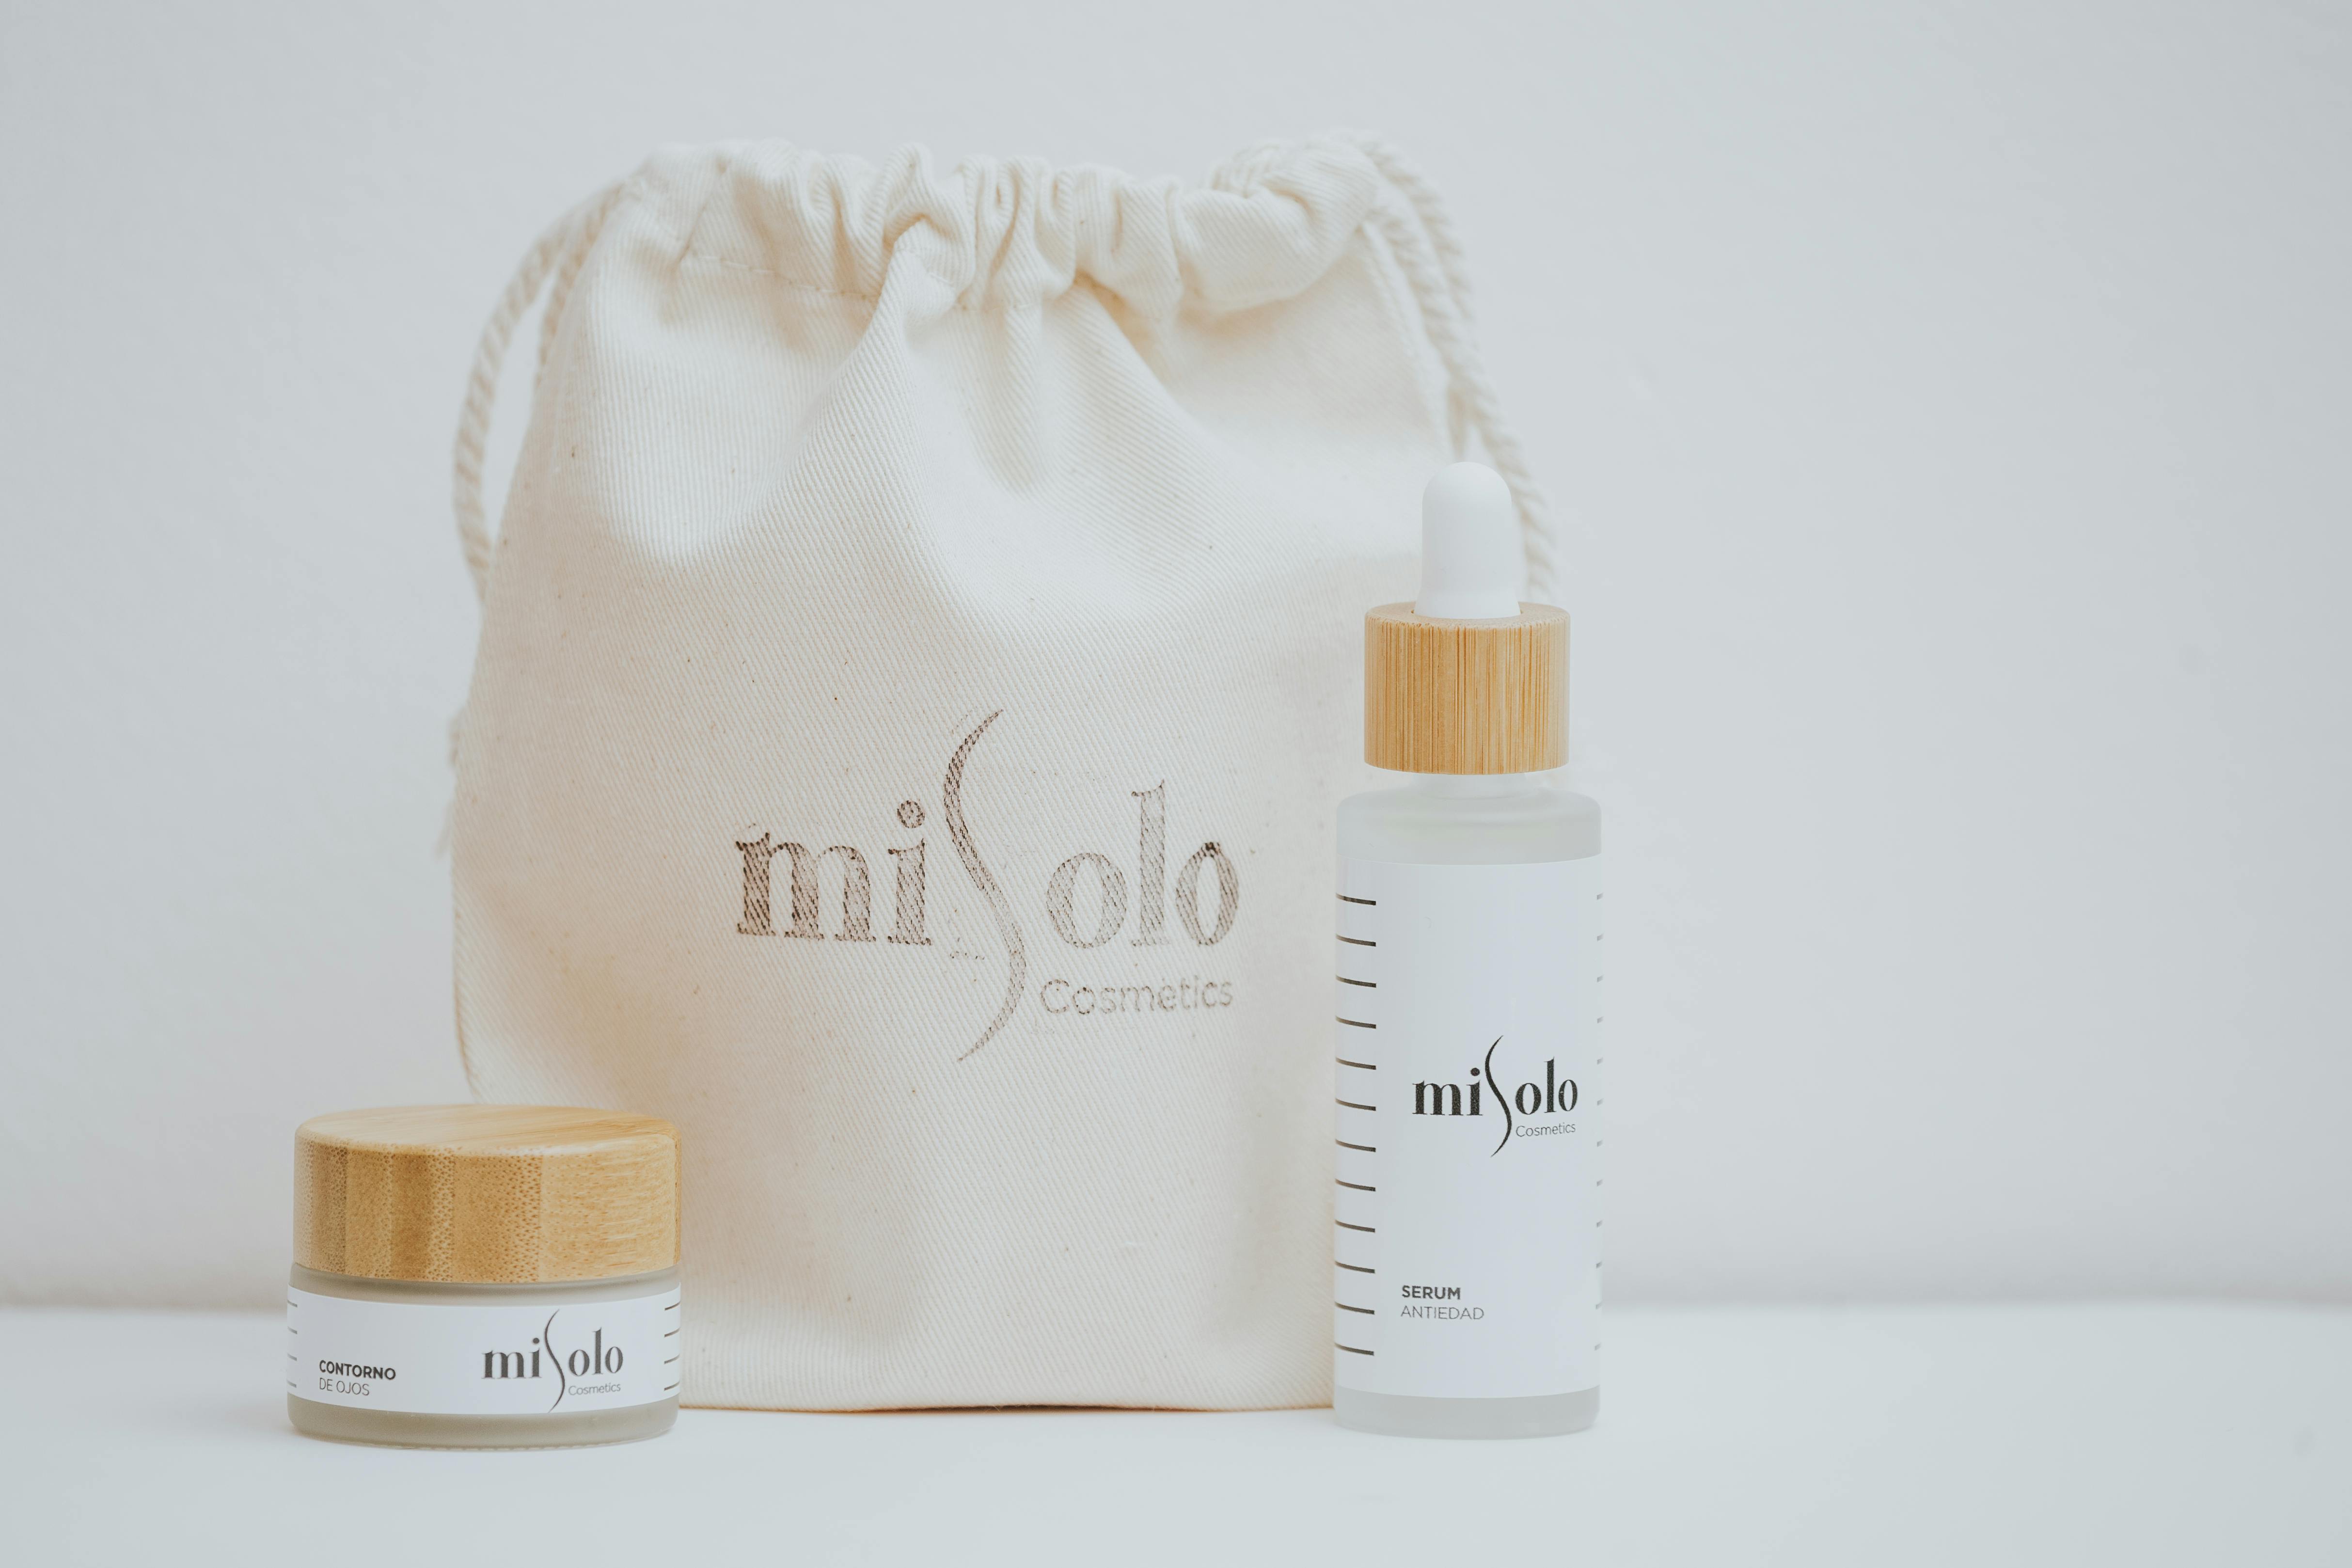 miSolo
Cosmetics
miSolo
Cosmetics
SERUM
ANTIEDAD
CONTORNO
DE OJOS
miSolo
Cosmetics